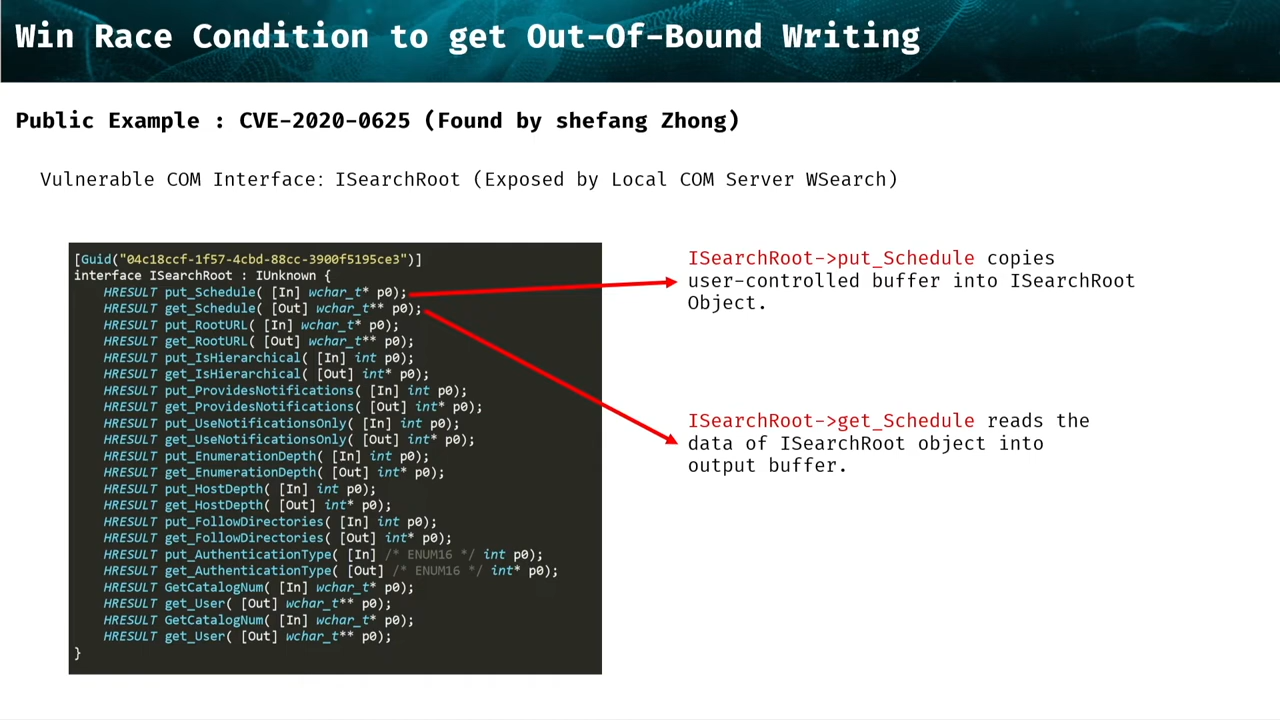 Win Race Condition to get Out-Of-Bound Writing
Public Example : CVE-2020-0625 (Found by shefang Zhong)
Vulnerable COM Interface: ISearchRoot (Exposed by Local COM Server WSearch)
[Guid("04c18ccf-1f57-4cbd-88cc-3900f5195ce3")]
interface ISearchRoot : IUnknown {
HRESULT put_Schedule( [In] wchar_t* p0);
HRESULT get_Schedule( [Out] wchar_t** p0);
HRESULT put_RootURL( [In] wchar_t* p0);
HRESULT get_RootURL( [Out] wchar_t** p0);
HRESULT put_IsHierarchical( [In] int p0);
HRESULT get_IsHierarchical( [Out] int* p0);
HRESULT put_ProvidesNotifications( [In] int p0);
HRESULT get_ProvidesNotifications( [Out] int* p0);
HRESULT put_UseNotificationsOnly( [In] int p0);
HRESULT get_UseNotificationsOnly( [Out] int* p0);
HRESULT put_EnumerationDepth( [In] int p0);
HRESULT get_EnumerationDepth( [Out] int* p0);
HRESULT put_HostDepth( [In] int p0);
HRESULT get_HostDepth( [Out] int* p0);
HRESULT put_FollowDirectories( [In] int p0);
HRESULT get_FollowDirectories( [Out] int* p0);
HRESULT put_AuthenticationType( [In] /* ENUM16 */ int p0);
HRESULT get_AuthenticationType( [Out] /* ENUM16 */ int* p0);
HRESULT GetCatalogNum( [In] wchar_t* p0);
HRESULT get_User( [Out] wchar_t** p0);
HRESULT GetCatalogNum( [In] wchar_t* p0);
HRESULT get_User( [Out] wchar_t** p0);
}
ISearchRoot->put_Schedule copies
user-controlled buffer into ISearchRoot
Object.
ISearchRoot->get_Schedule reads the
data of ISearchRoot object into
output buffer.